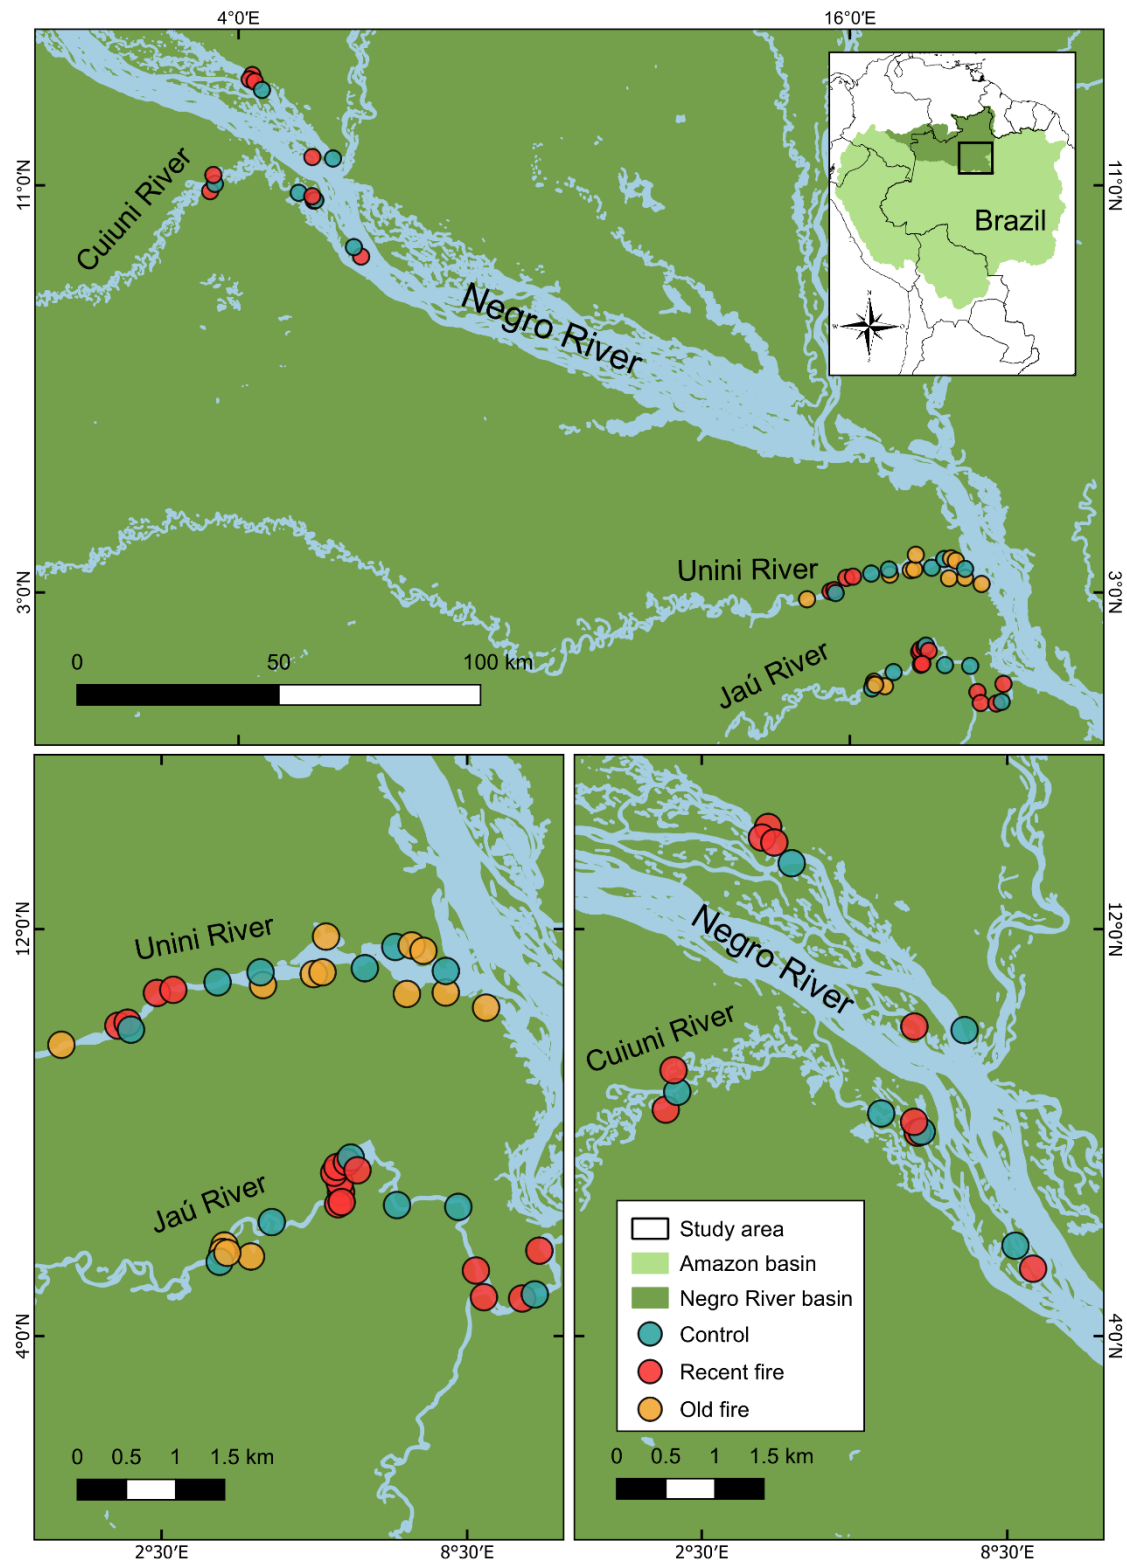 4°0′E
16°0′E
11°0′N
11°0′N
Cuiuni River
Negro River
Brazil
N
W
O
S
Unini River
3°0′N
3°0′N
Jaú River
0 50 100 km
Unini River
Jaú River
12°0′N
4°0′N
0 0.5 1 1.5 km
2°30′E
8°30′E
Negro River
Cuiuni River
12°0′N
4°0′N
Study area
Amazon basin
Negro River basin
Control
Recent fire
Old fire
0 0.5 1 1.5 km
2°30′E
8°30′E